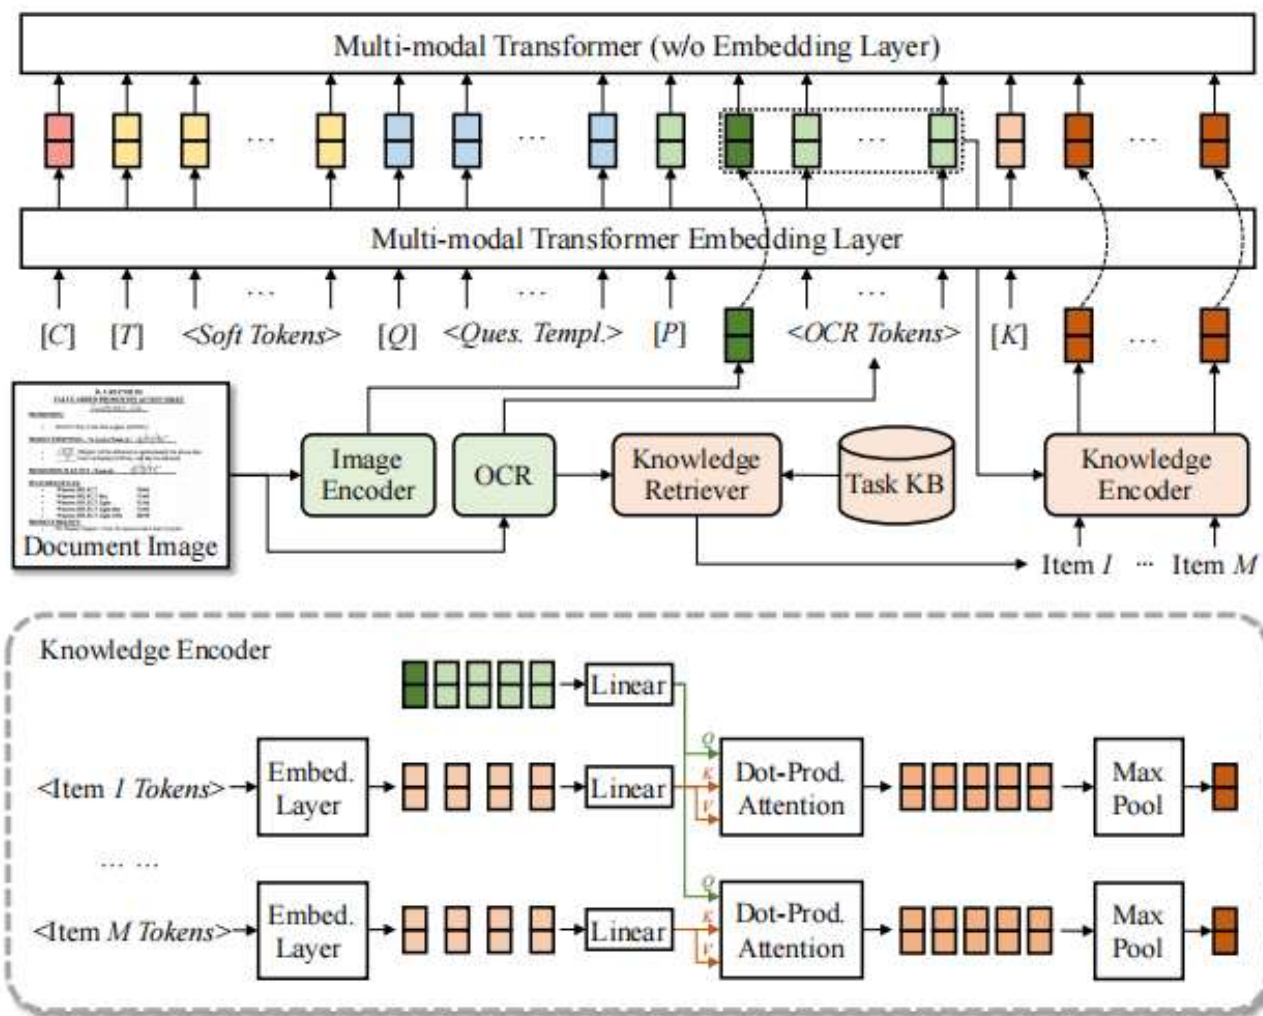 Multi-modal Transformer (w/o Embedding Layer)
... ... ... ...
Multi-modal Transformer Embedding Layer
... ... ...
[C] [T] <Soft Tokens> [Q] <Ques. Templ.> [P] <OCR Tokens> [K] ...
Document Image
Image
Encoder
OCR
Knowledge
Retriever
Task KB
Knowledge
Encoder
Item I ... Item M
Knowledge Encoder
Linear
<Item I Tokens>
Embed.
Layer
Linear
Q
K
V
Dot-Prod.
Attention
Max
Pool
... ...
<Item M Tokens>
Embed.
Layer
Linear
Q
K
V
Dot-Prod.
Attention
Max
Pool